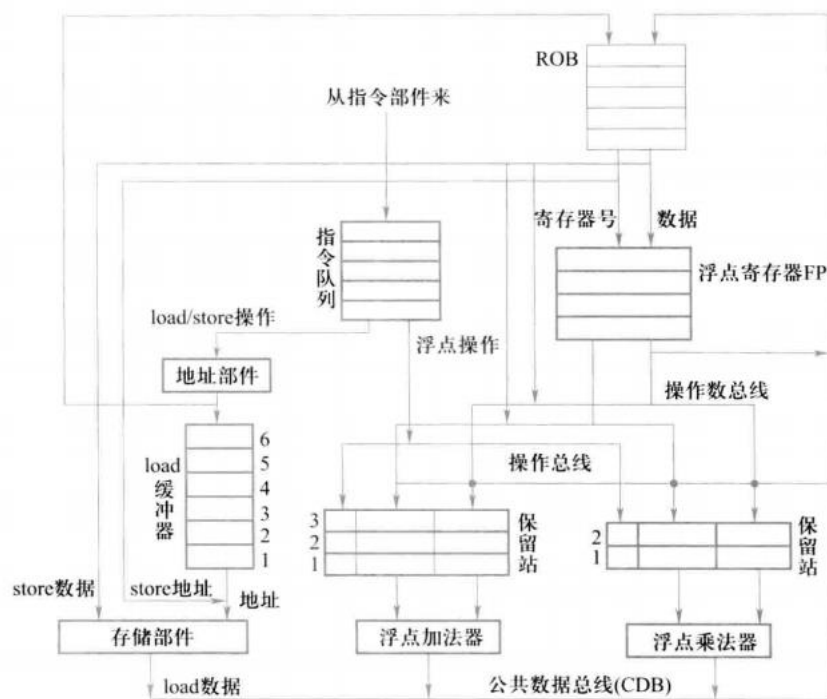 ROB
从指令部件来
寄存器号
数据
指令队列
浮点寄存器FP
load/store操作
浮点操作
地址部件
操作数总线
操作总线
load缓冲器
6
5
4
3
2
1
3
2
1
保留站
2
1
保留站
store数据
store地址
地址
存储部件
浮点加法器
浮点乘法器
load数据
公共数据总线(CDB)